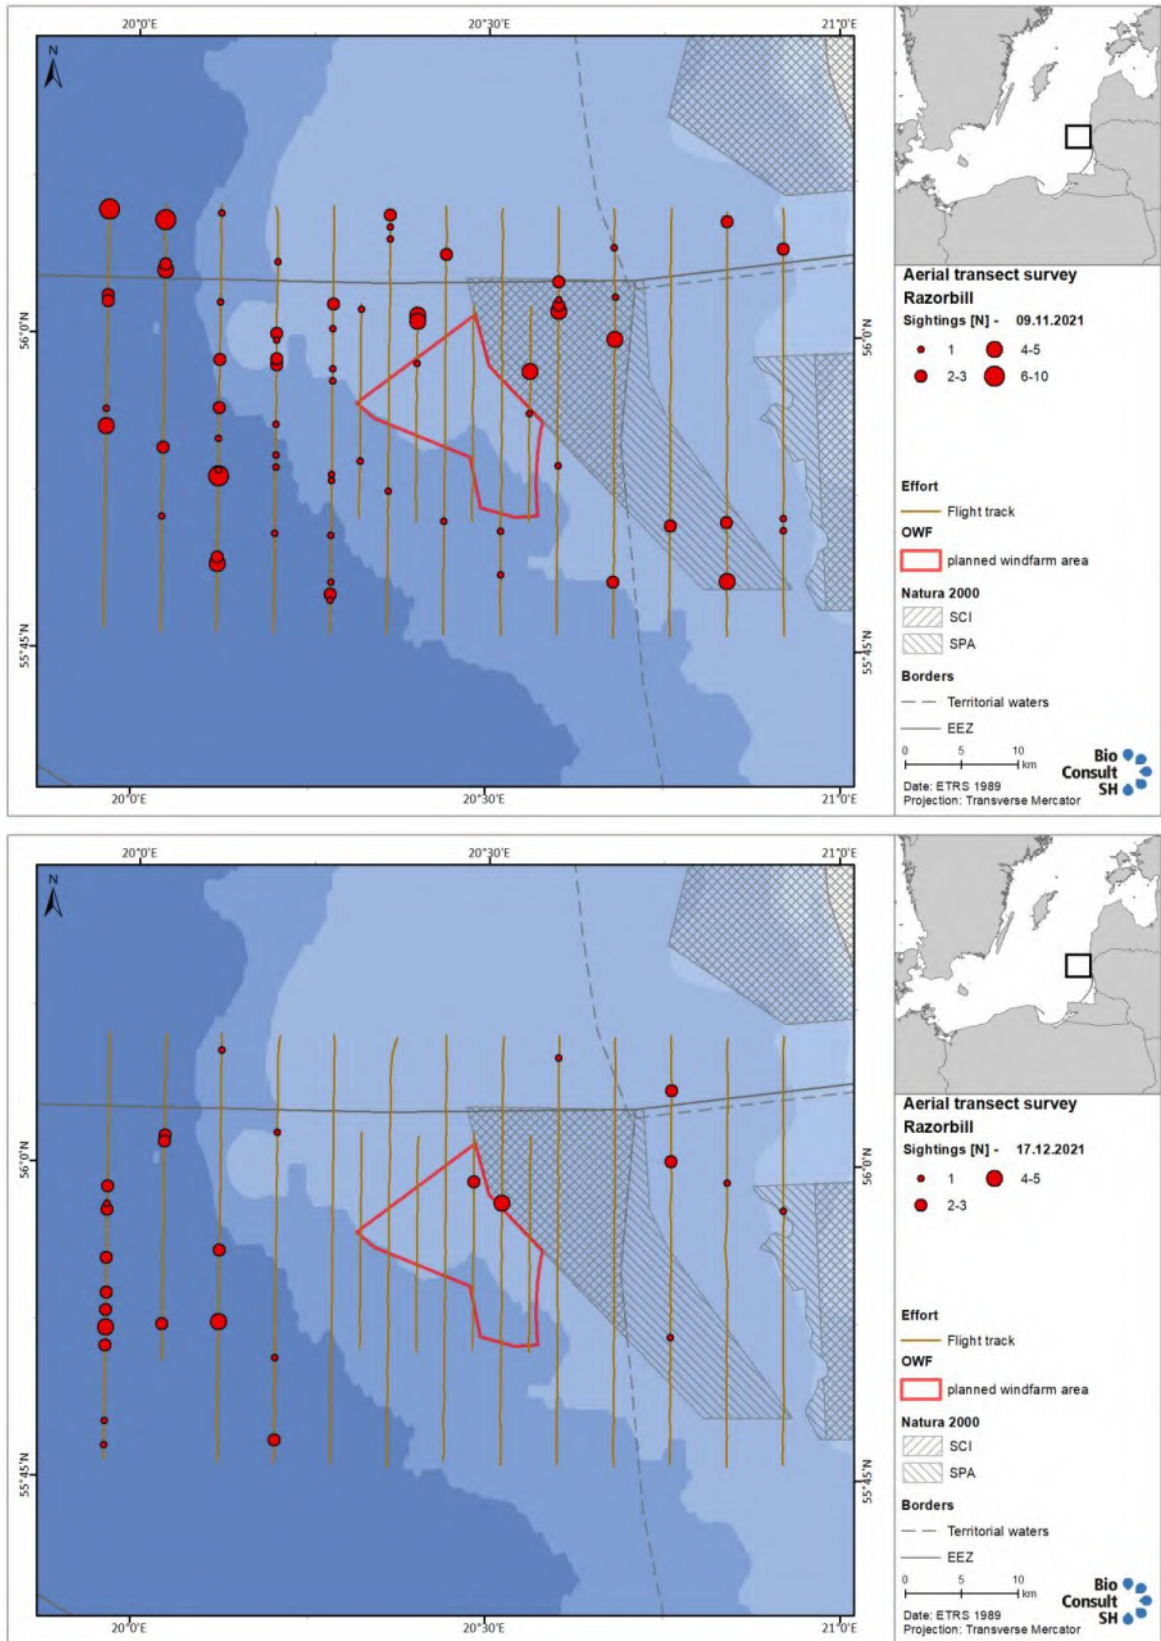 20°0'E 20°30'E 21°0'E
N
56°0'N 56°0'N
55°45'N 55°45'N
20°0'E 20°30'E 21°0'E
Aerial transect survey
Razorbill
Sightings [N] - 09.11.2021
1 4-5
2-3 6-10
Effort
Flight track
OWF
planned windfarm area
Natura 2000
SCI
SPA
Borders
Territorial waters
EEZ
0 5 10
km
Bio
Consult
SH
Date: ETRS 1989
Projection: Transverse Mercator
20°0'E 20°30'E 21°0'E
N
56°0'N 56°0'N
55°45'N 55°45'N
20°0'E 20°30'E 21°0'E
Aerial transect survey
Razorbill
Sightings [N] - 17.12.2021
1 4-5
2-3
Effort
Flight track
OWF
planned windfarm area
Natura 2000
SCI
SPA
Borders
Territorial waters
EEZ
0 5 10
km
Bio
Consult
SH
Date: ETRS 1989
Projection: Transverse Mercator